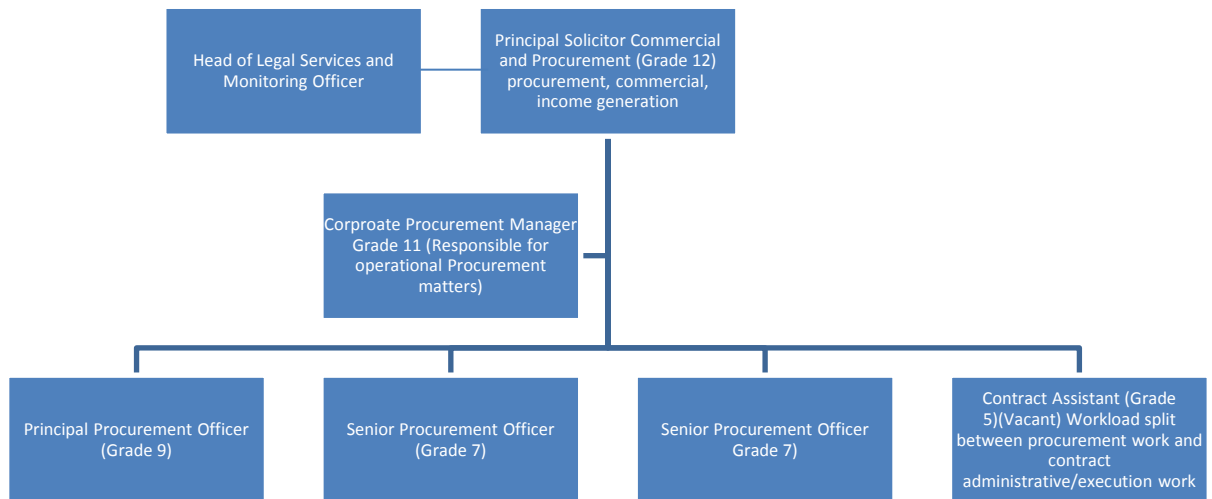 Head of Legal Services and
Monitoring Officer
Principal Solicitor Commercial
and Procurement (Grade 12)
procurement, commercial,
income generation
Corproate Procurement Manager
Grade 11 (Responsible for
operational Procurement
matters)
Principal Procurement Officer
(Grade 9)
Senior Procurement Officer
(Grade 7)
Senior Procurement Officer
Grade 7)
Contract Assistant (Grade
5)(Vacant) Workload split
between procurement work and
contract
administrative/execution work